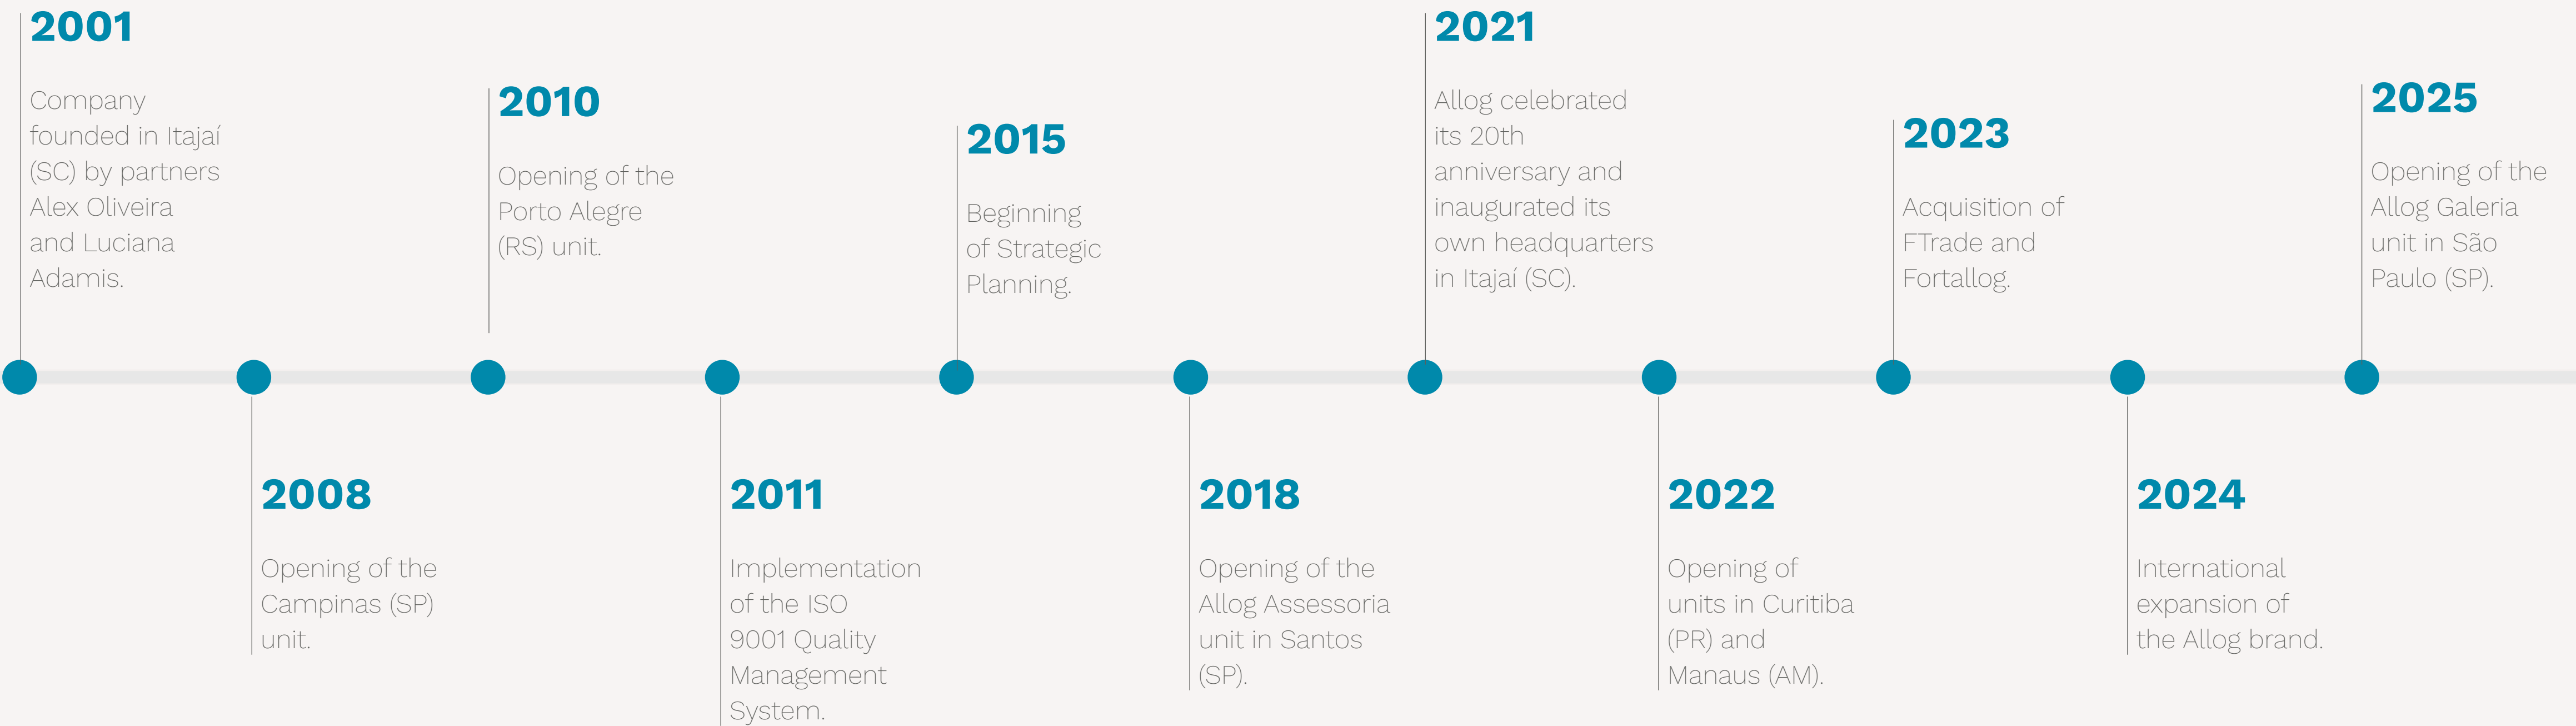 2001
Company
founded in Itajaí
(SC) by partners
Alex Oliveira
and Luciana
Adamis.
2008
Opening of the
Campinas (SP)
unit.
2010
Opening of the
Porto Alegre
(RS) unit.
2011
Implementation
of the ISO
9001 Quality
Management
System.
2015
Beginning
of Strategic
Planning.
2018
Opening of the
Allog Assessoria
unit in Santos
(SP).
2021
Allog celebrated
its 20th
anniversary and
inaugurated its
own headquarters
in Itajaí (SC).
2022
Opening of
units in Curitiba
(PR) and
Manaus (AM).
2023
Acquisition of
FTrade and
Fortallog.
2024
International
expansion of
the Allog brand.
2025
Opening of the
Allog Galeria
unit in São
Paulo (SP).